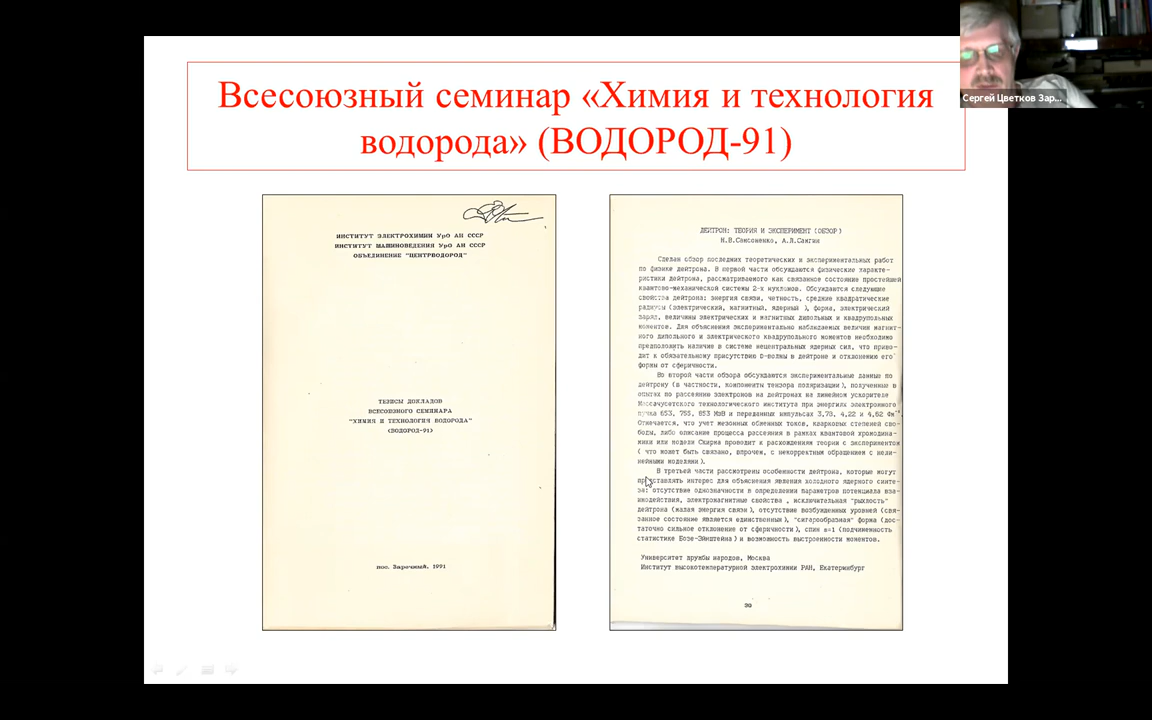 Всесоюзный семинар «Химия и технология
водорода» (ВОДОРОД-91)
Сергей Цветков Зар...
ИНСТИТУТ ЭЛЕКТРОХИМИИ УрО АН СССР
ИНСТИТУТ МАШИНОВЕДЕНИЯ УрО АН СССР
ОБЪЕДИНЕНИЕ "ЦЕНТРВОДОРОД"
ТЕЗИСЫ ДОКЛАДОВ
ВСЕСОЮЗНОГО СЕМИНАРА
"ХИМИЯ И ТЕХНОЛОГИЯ ВОДОРОДА"
(ВОДОРОД-91)
пос. Заречный, 1991
ДЕЙТРОН: ТЕОРИЯ И ЭКСПЕРИМЕНТ (ОБЗОР)
Н.В.Самсоненко, А.Л.Самгин
Сделан обзор последних теоретических и экспериментальных работ
по физике дейтрона. В первой части обсуждаются физические характе-
ристики дейтрона, рассматриваемого как связанное состояние простейшей
квантово-механической системы 2-х нуклонов. Обсуждаются следующие
свойства дейтрона: энергия связи, четность, средние квадратические
радиусы (электрический, магнитный, ядерный ), форма, электрический
заряд, величины электрических и магнитных дипольных и квадрупольных
моментов. Для объяснения экспериментально наблюдаемых величин магнит-
ного дипольного и электрического квадрупольного моментов необходимо
предположить наличие в системе нецентральных ядерных сил, что приво-
дит к обязательному присутствию D-волны в дейтроне и отклонению его
формы от сферичности.
Во второй части обзора обсуждаются экспериментальные данные по
дейтрону (в частности, компоненты тензора поляризации), полученные в
опытах по рассеянию электронов на дейтронах на линейном ускорителе
Массачусетского технологического института при энергиях электронного
пучка 653, 755, 853 МэВ и переданных импульсах 3,78, 4,22 и 4,62 Фм⁻¹.
Отмечается, что учет мезонных обменных токов, кварковых степеней сво-
боды, либо описание процесса рассеяния в рамках квантовой хромодина-
мики или модели Скирма проводит к расхождениям теории с экспериментом
( что может быть связано, впрочем, с некорректным обращением с нели-
нейными моделями ).
В третьей части рассмотрены особенности дейтрона, которые могут
представлять интерес для объяснения явления холодного ядерного синте-
за: отсутствие однозначности в определении параметров потенциала вза-
имодействия, электромагнитные свойства , исключительная "рыхлость"
дейтрона (малая энергия связи ), отсутствие возбужденных уровней (свя-
занное состояние является единственным ), "сигарообразная" форма (дос-
таточно сильное отклонение от сферичности), спин s=1 (подчиненность
статистике Бозе-Эйнштейна) и возможность выстроенности моментов.
Университет дружбы народов, Москва
Институт высокотемпературной электрохимии РАН, Екатеринбург